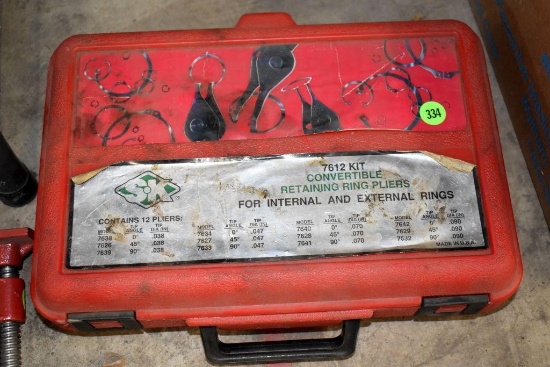 334
7612 KIT
CONVERTIBLE
RETAINING RING PLIERS
FOR INTERNAL AND EXTERNAL RINGS
CONTAINS 12 PLIERS:
MODEL TIP ANGLE TIP DIA (IN) MODEL TIP ANGLE TIP DIA (IN) MODEL TIP ANGLE TIP DIA (IN) MODEL TIP ANGLE TIP DIA (IN)
7638 0° .038 7634 0° .047 7640 0° .070 7642 0° .090
7626 45° .038 7627 45° .047 7628 45° .070 7629 45° .090
7639 90° .038 7633 90° .047 7641 90° .070 7632 90° .090
MADE IN U.S.A.